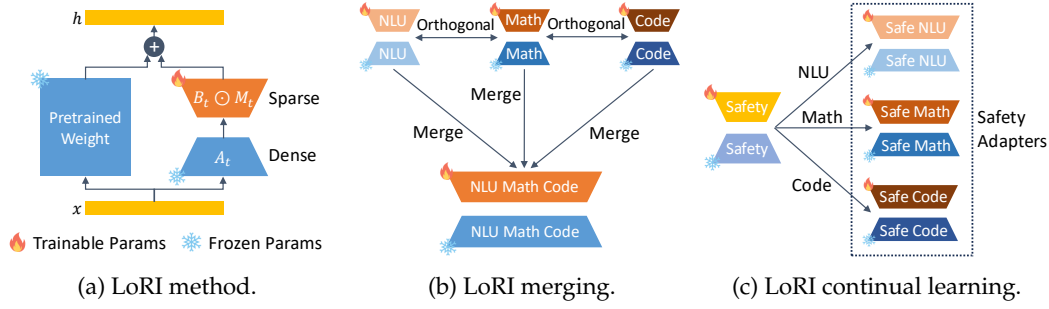 h
+
Pretrained
Weight
B_t ⊙ M_t
Sparse
A_t
Dense
x
Trainable Params
Frozen Params
(a) LoRI method.
NLU
Orthogonal
Math
Orthogonal
Code
NLU
Math
Code
Merge
Merge
Merge
NLU Math Code
NLU Math Code
(b) LoRI merging.
Safety
Safety
NLU
Math
Code
Safe NLU
Safe NLU
Safe Math
Safe Math
Safe Code
Safe Code
Safety
Adapters
(c) LoRI continual learning.